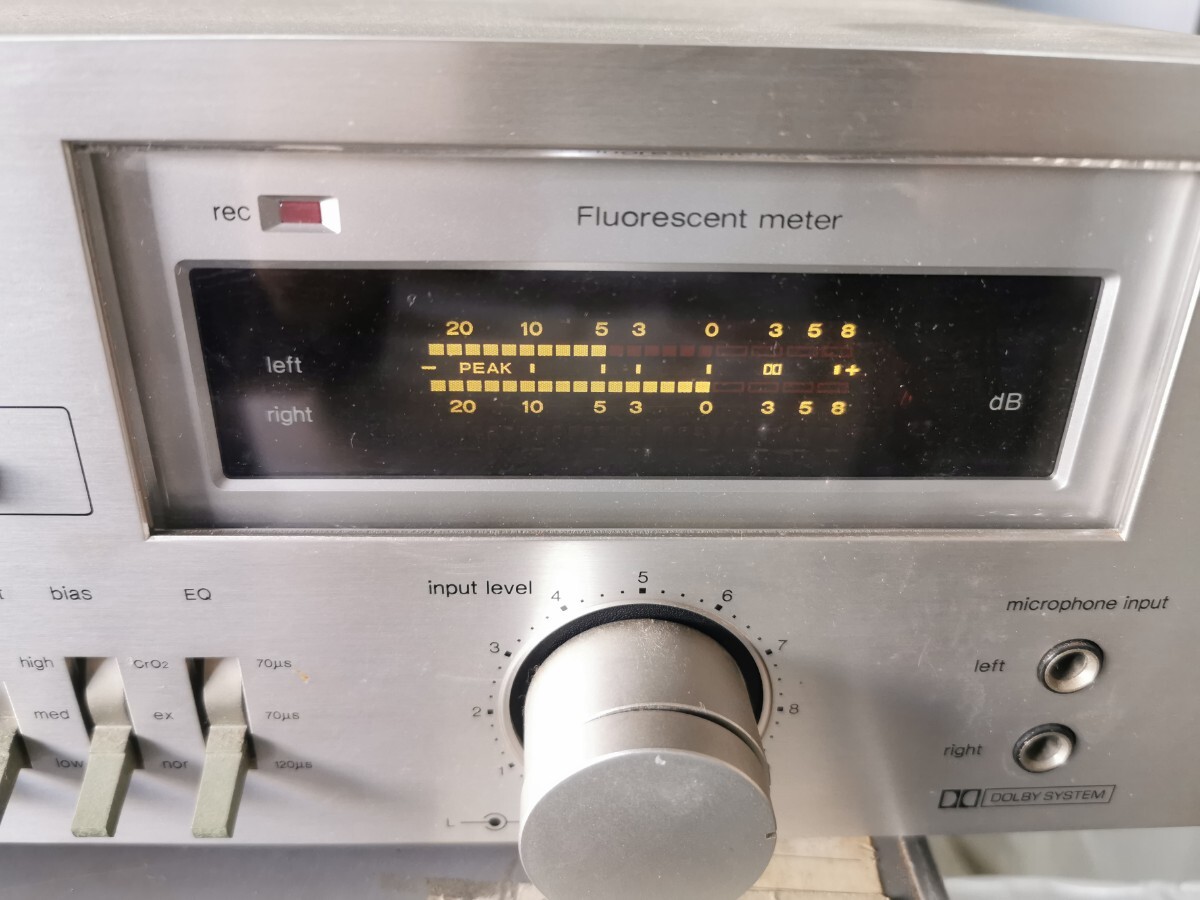 rec
Fluorescent meter
20 10 5 3 0 3 5 8
left
− PEAK +
right
20 10 5 3 0 3 5 8
dB
bias
EQ
high
CrO₂
70µs
med
ex
70µs
low
nor
120µs
input level
1 2 3 4 5 6 7 8
L
microphone input
left
right
DOLBY SYSTEM